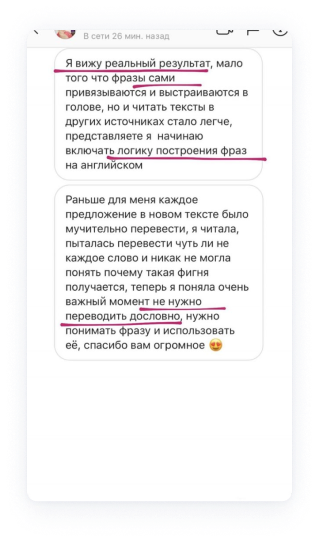 В сети 26 мин. назад
Я вижу реальный результат, мало
того что фразы сами
привязываются и выстраиваются в
голове, но и читать тексты в
других источниках стало легче,
представляете я начинаю
включать логику построения фраз
на английском
Раньше для меня каждое
предложение в новом тексте было
мучительно перевести, я читала,
пыталась перевести чуть ли не
каждое слово и никак не могла
понять почему такая фигня
получается, теперь я поняла очень
важный момент не нужно
переводить дословно, нужно
понимать фразу и использовать
её, спасибо вам огромное 😍